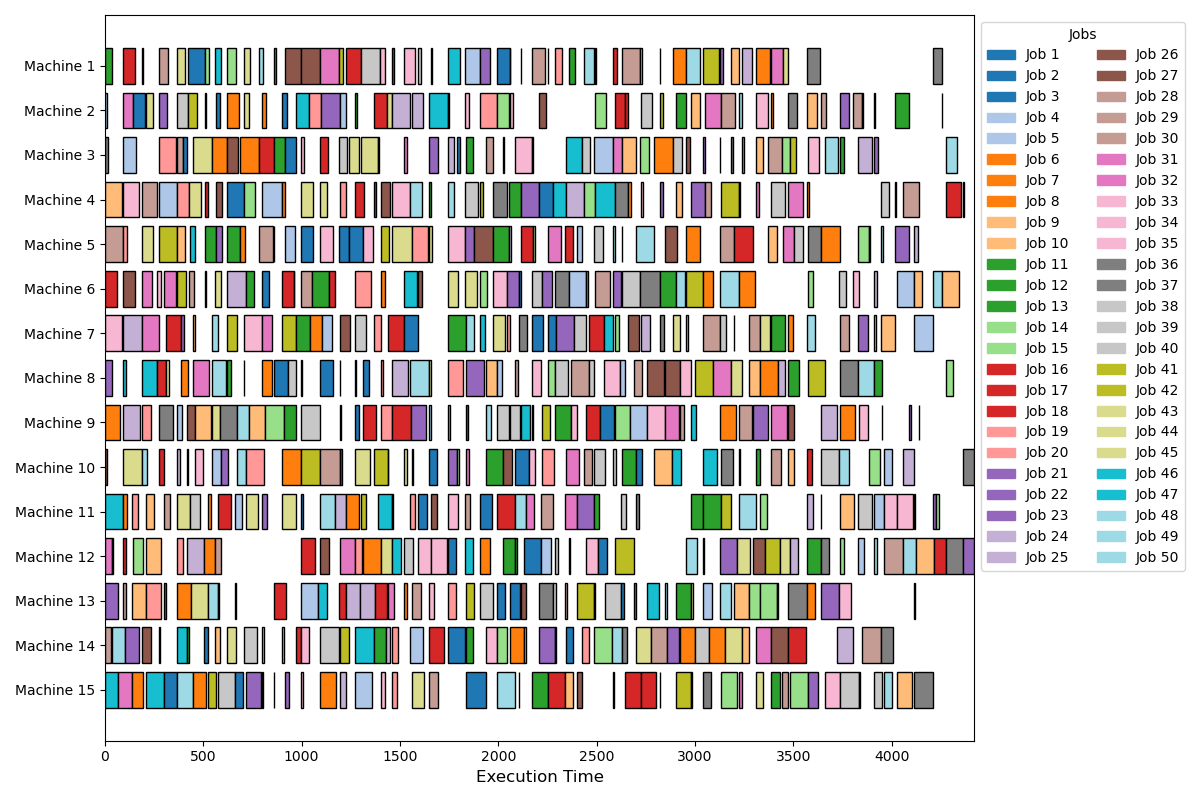 Machine 1
Machine 2
Machine 3
Machine 4
Machine 5
Machine 6
Machine 7
Machine 8
Machine 9
Machine 10
Machine 11
Machine 12
Machine 13
Machine 14
Machine 15
0 500 1000 1500 2000 2500 3000 3500 4000
Execution Time
Jobs
Job 1 Job 26
Job 2 Job 27
Job 3 Job 28
Job 4 Job 29
Job 5 Job 30
Job 6 Job 31
Job 7 Job 32
Job 8 Job 33
Job 9 Job 34
Job 10 Job 35
Job 11 Job 36
Job 12 Job 37
Job 13 Job 38
Job 14 Job 39
Job 15 Job 40
Job 16 Job 41
Job 17 Job 42
Job 18 Job 43
Job 19 Job 44
Job 20 Job 45
Job 21 Job 46
Job 22 Job 47
Job 23 Job 48
Job 24 Job 49
Job 25 Job 50